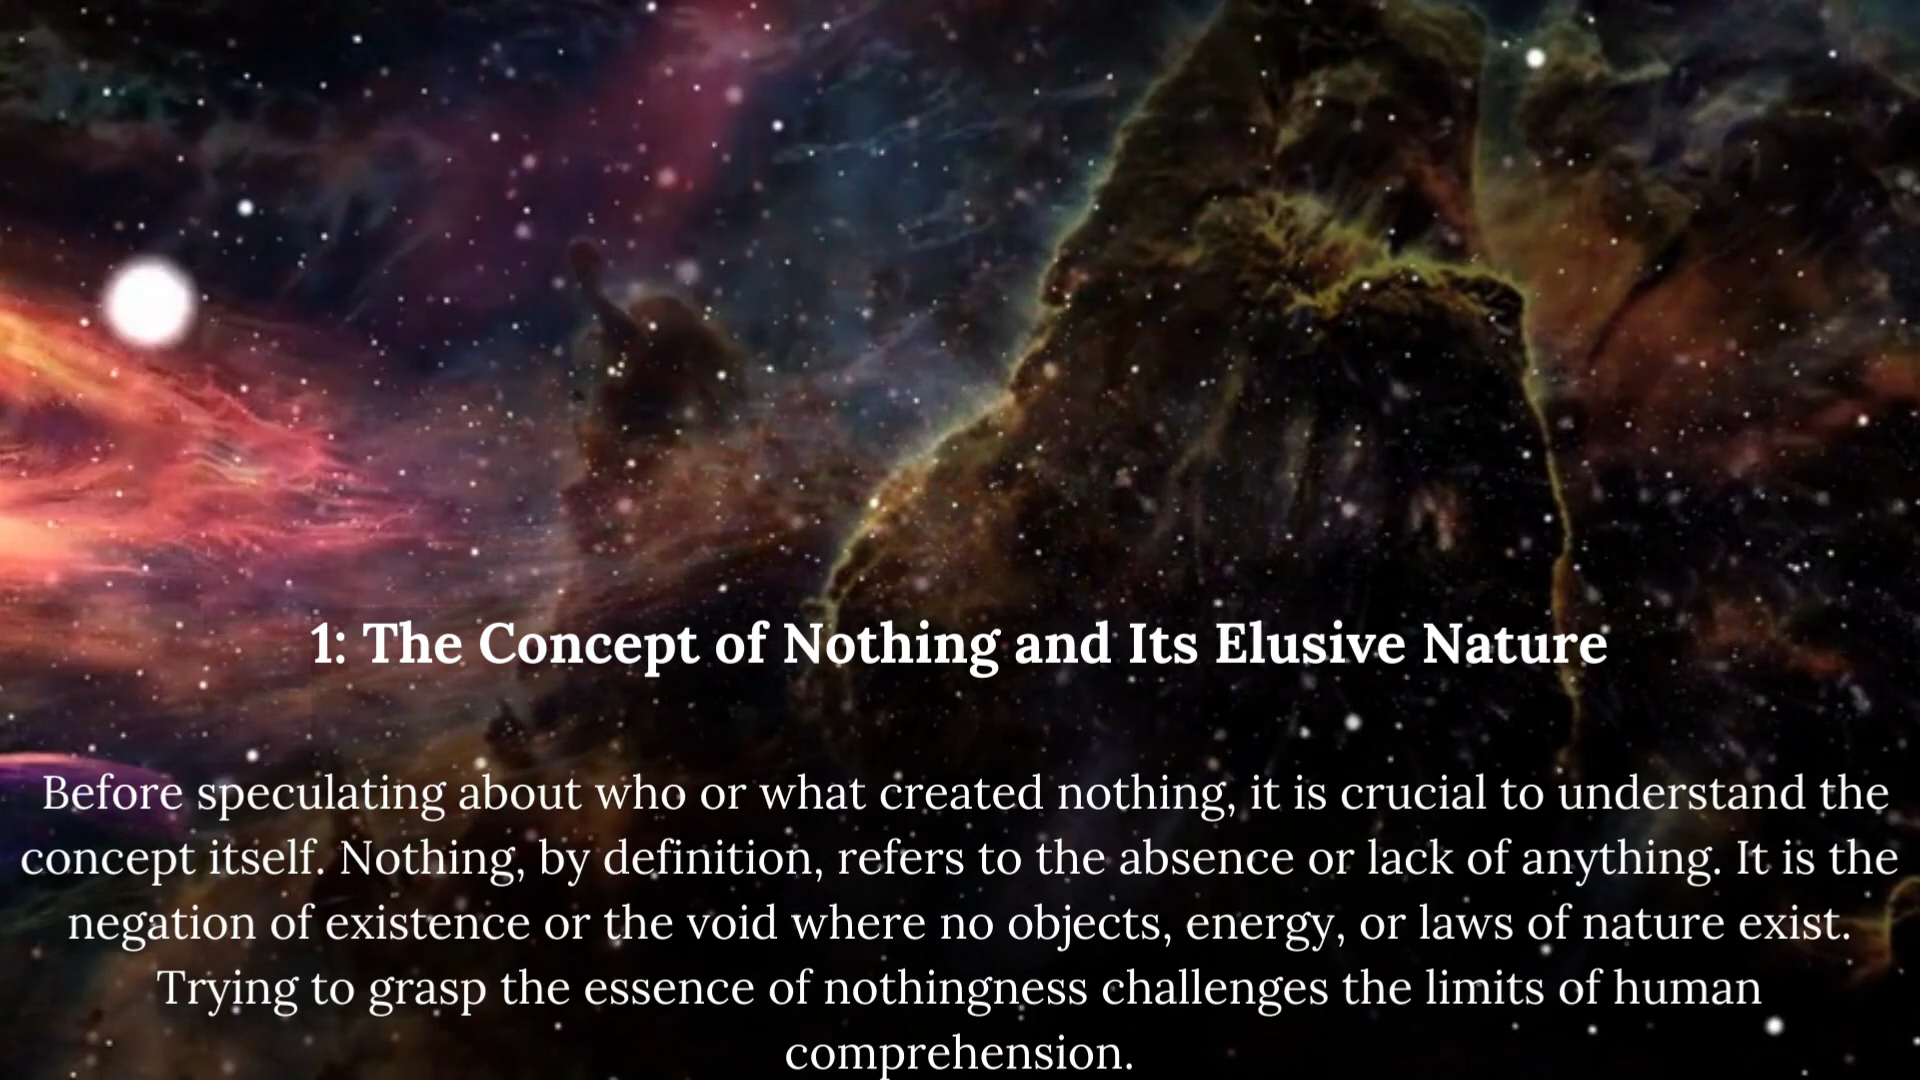 1: The Concept of Nothing and Its Elusive Nature
Before speculating about who or what created nothing, it is crucial to understand the
concept itself. Nothing, by definition, refers to the absence or lack of anything. It is the
negation of existence or the void where no objects, energy, or laws of nature exist.
Trying to grasp the essence of nothingness challenges the limits of human
comprehension.